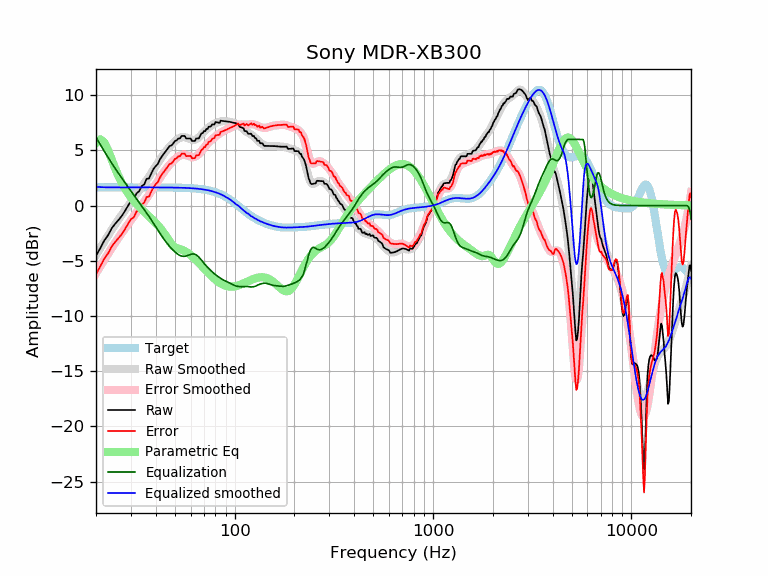 Sony MDR-XB300
10
5
0
−5
−10
−15
−20
−25
Amplitude (dBr)
Target
Raw Smoothed
Error Smoothed
Raw
Error
Parametric Eq
Equalization
Equalized smoothed
100 1000 10000
Frequency (Hz)